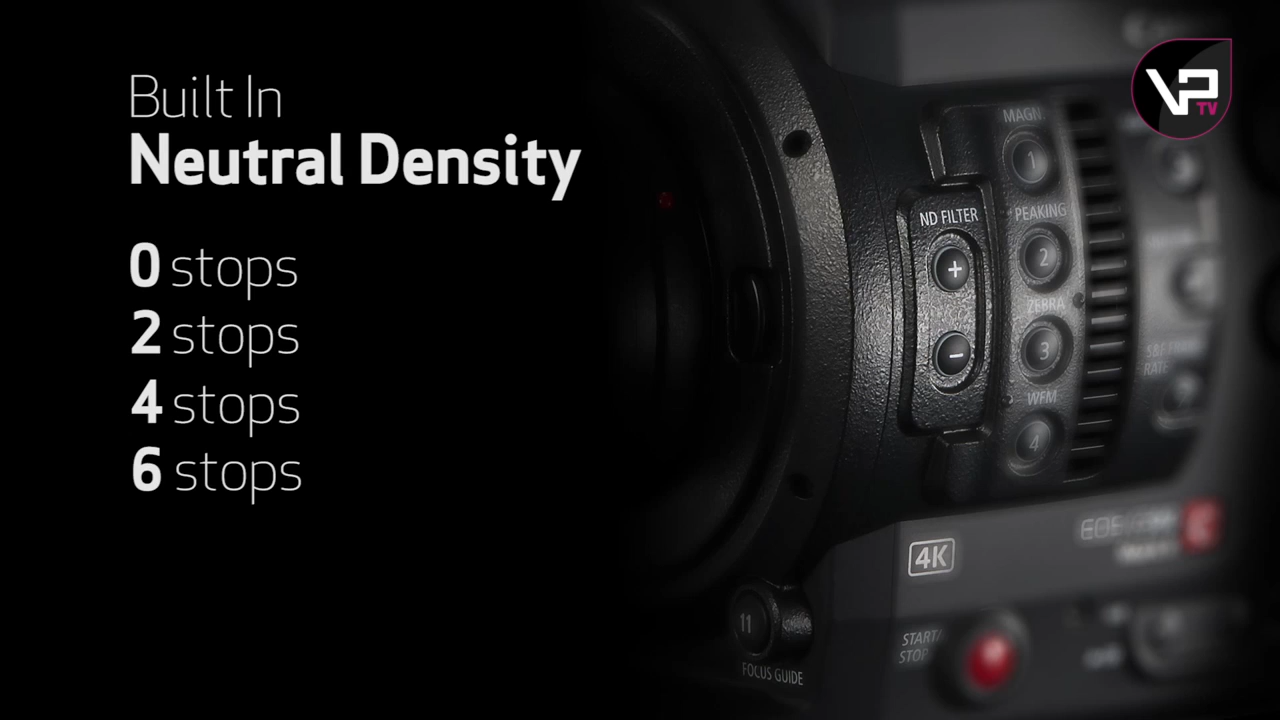 Built In
Neutral Density
0 stops
2 stops
4 stops
6 stops
VP
TV
MAGN.
1
ND FILTER
PEAKING
+
2
ZEBRA
-
3
WFM
4
4K
EOS
11
START/
STOP
FOCUS GUIDE